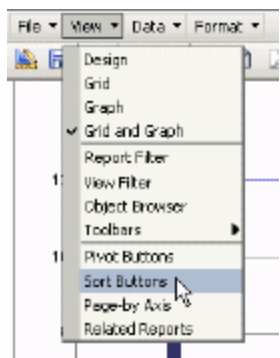 File View Data Format
Design
Grid
Graph
Grid and Graph
Report Filter
View Filter
Object Browser
Toolbars
Pivot Buttons
Sort Buttons
Page-by Axis
Related Reports